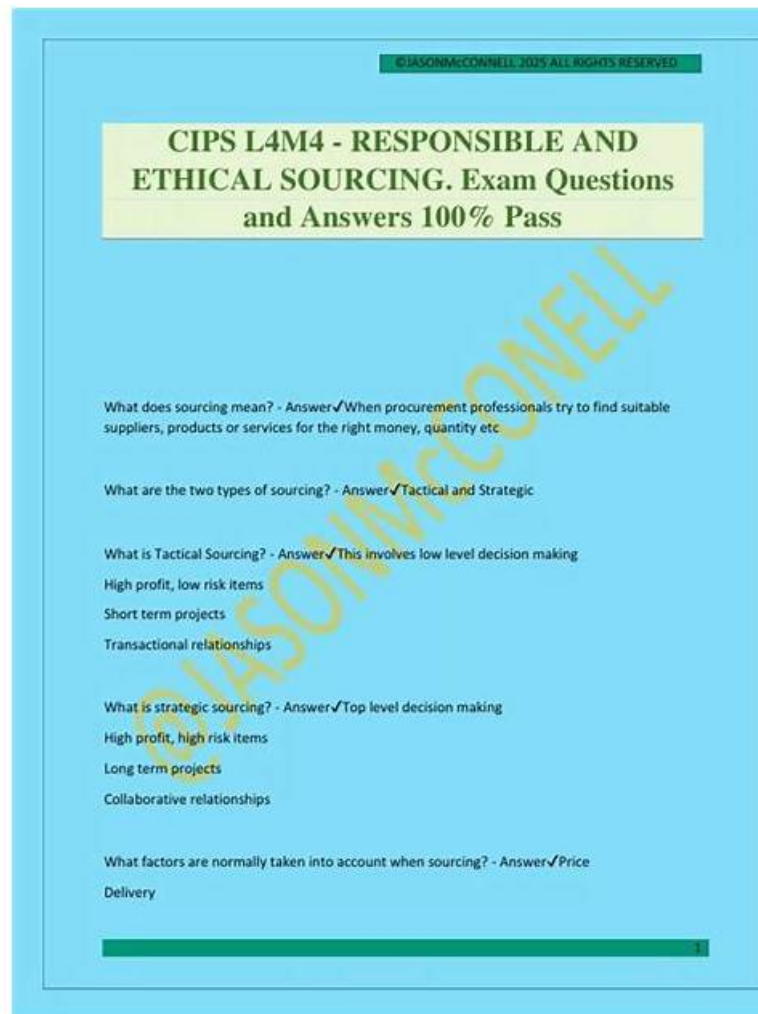 ©JASONMcCONNELL 2025 ALL RIGHTS RESERVED
CIPS L4M4 - RESPONSIBLE AND
ETHICAL SOURCING. Exam Questions
and Answers 100% Pass
What does sourcing mean? - Answer✓When procurement professionals try to find suitable
suppliers, products or services for the right money, quantity etc
What are the two types of sourcing? - Answer✓Tactical and Strategic
What is Tactical Sourcing? - Answer✓This involves low level decision making
High profit, low risk items
Short term projects
Transactional relationships
What is strategic sourcing? - Answer✓Top level decision making
High profit, high risk items
Long term projects
Collaborative relationships
What factors are normally taken into account when sourcing? - Answer✓Price
Delivery
1
@JASONMcCONELL